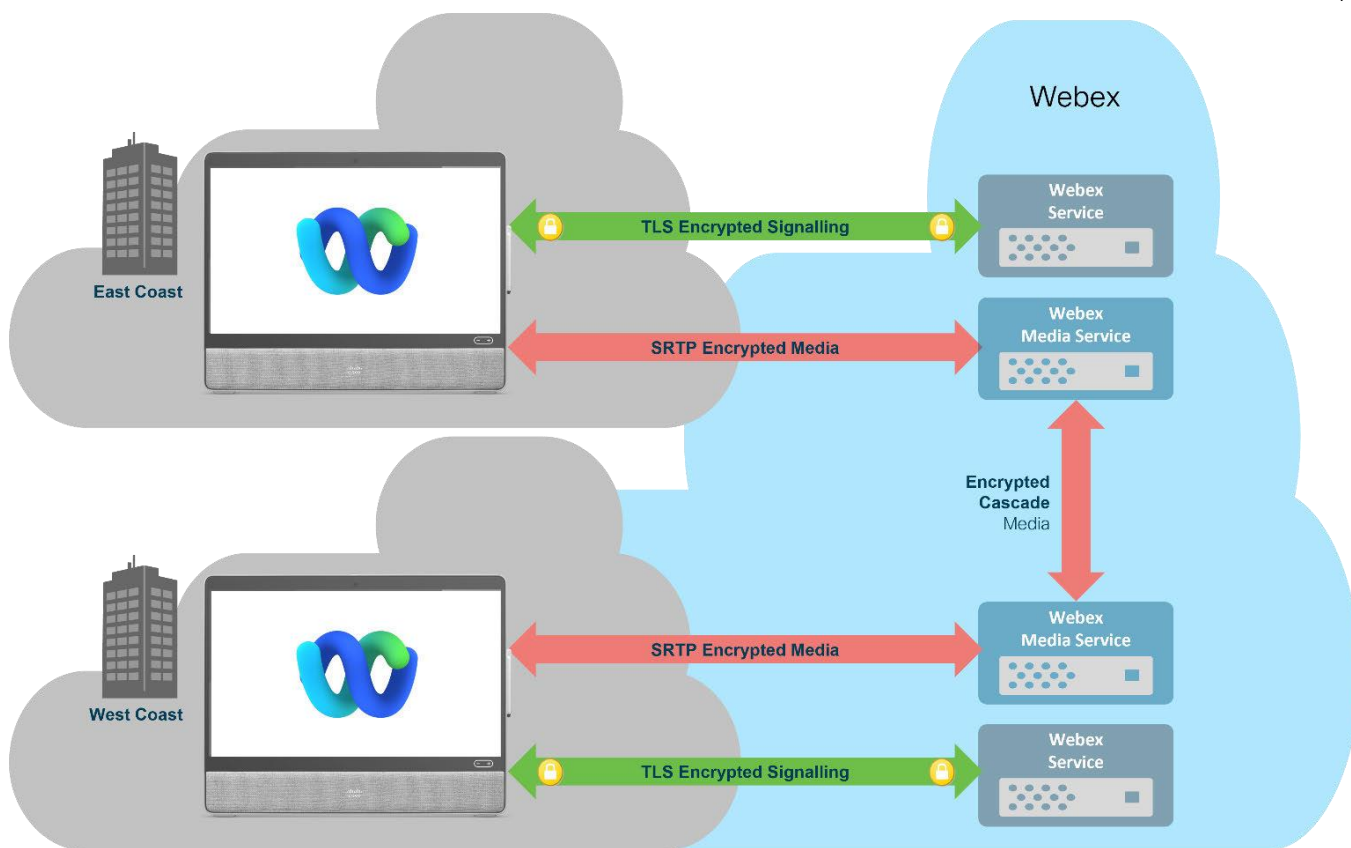 Webex
Webex
Service
TLS Encrypted Signalling
East Coast
Webex
Media Service
SRTP Encrypted Media
Encrypted
Cascade
Media
Webex
Media Service
SRTP Encrypted Media
West Coast
Webex
Service
TLS Encrypted Signalling